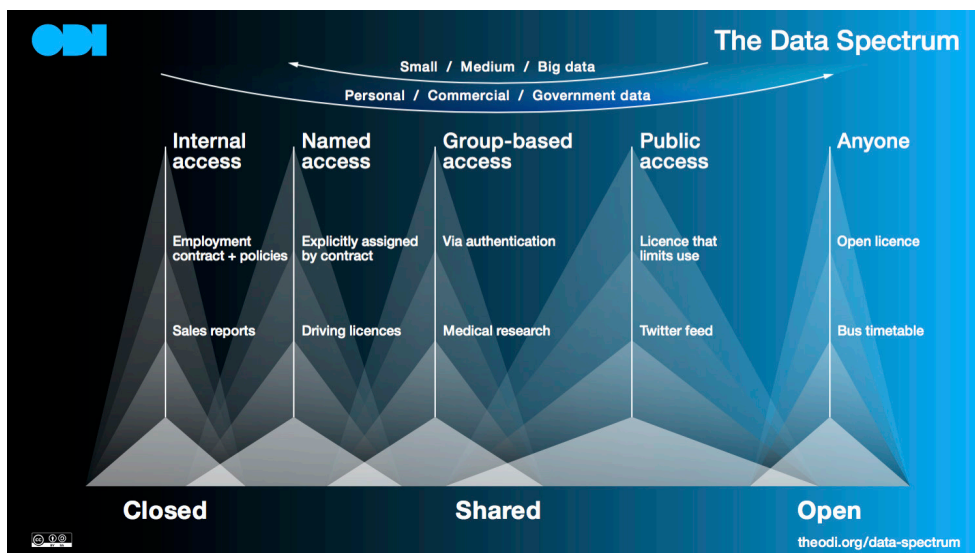 ODI
The Data Spectrum
Small / Medium / Big data
Personal / Commercial / Government data
Internal
access
Named
access
Group-based
access
Public
access
Anyone
Employment
contract + policies
Explicitly assigned
by contract
Via authentication
Licence that
limits use
Open licence
Sales reports
Driving licences
Medical research
Twitter feed
Bus timetable
Closed
Shared
Open
cc
theodi.org/data-spectrum